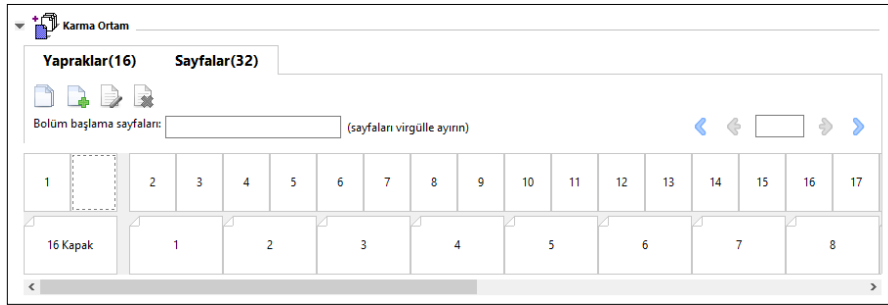 Karma Ortam
Yapraklar(16) Sayfalar(32)
Bolüm başlama sayfaları: (sayfaları virgülle ayırın)
1 2 3 4 5 6 7 8 9 10 11 12 13 14 15 16 17
16 Kapak 1 2 3 4 5 6 7 8